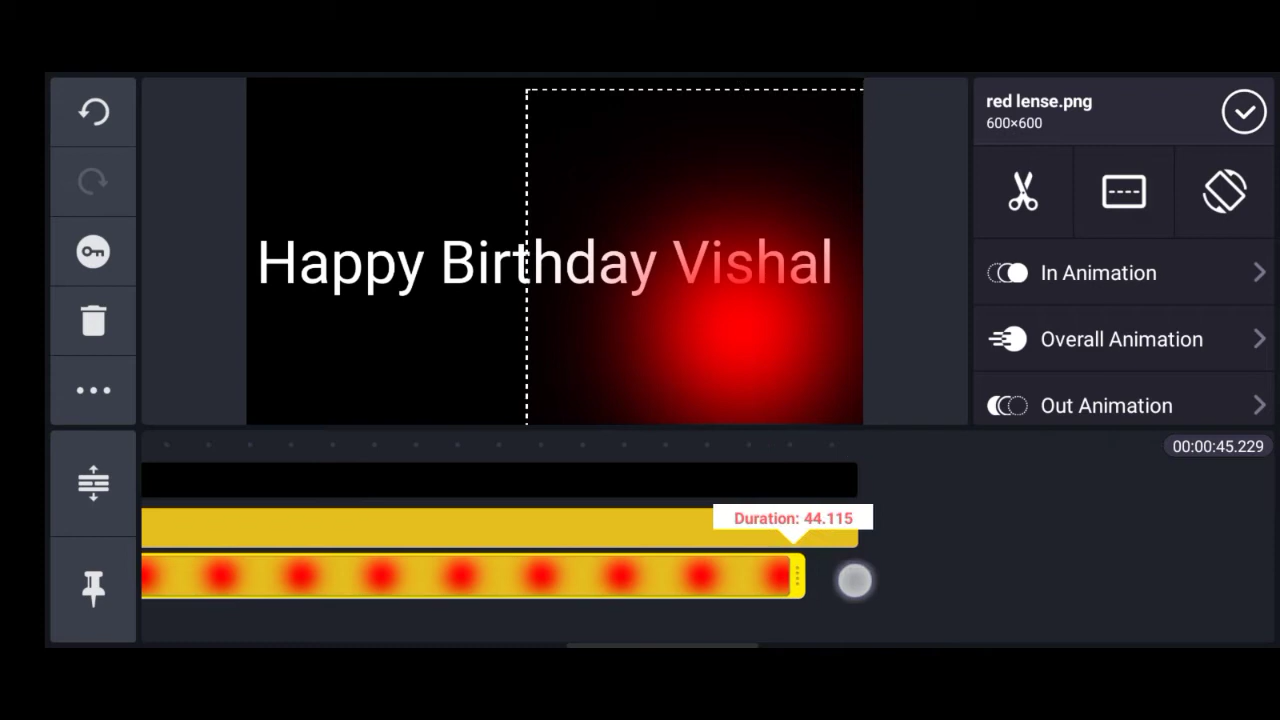 red lense.png
600×600
Happy Birthday Vishal
In Animation
Overall Animation
Out Animation
00:00:45.229
Duration: 44.115